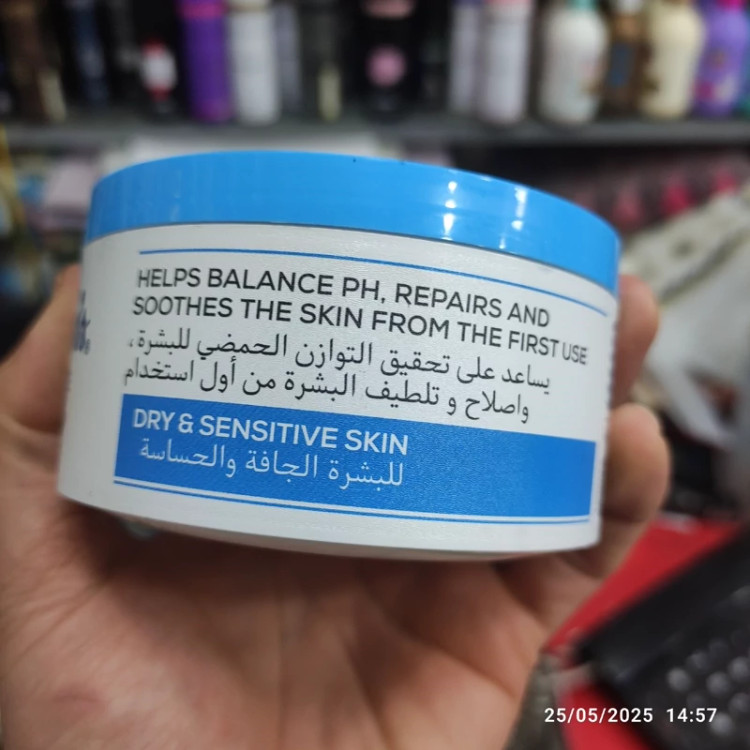 HELPS BALANCE PH, REPAIRS AND
SOOTHES THE SKIN FROM THE FIRST USE
يساعد على تحقيق التوازن الحمضي للبشرة ،
واصلاح و تلطيف البشرة من أول استخدام
DRY & SENSITIVE SKIN
للبشرة الجافة والحساسة
25/05/2025 14:57